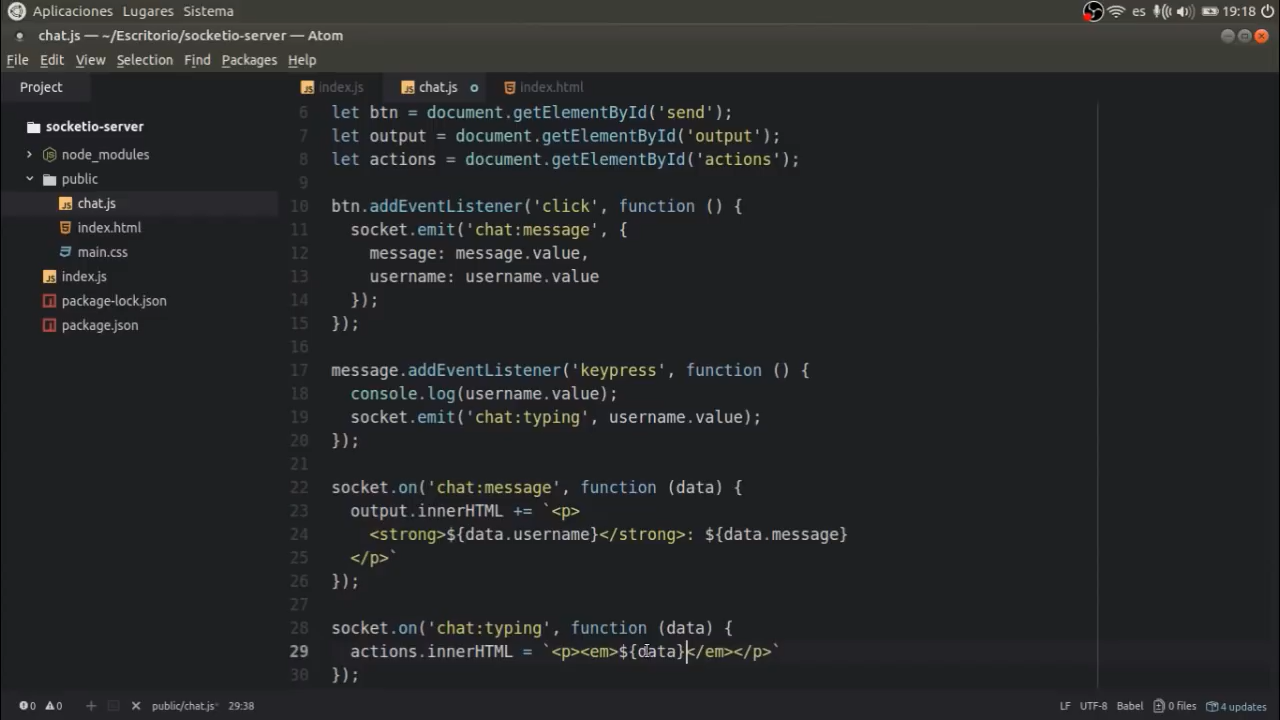 Aplicaciones Lugares Sistema es 19:18
chat.js — ~/Escritorio/socketio-server — Atom
File Edit View Selection Find Packages Help
Project index.js chat.js index.html
socketio-server
node_modules
public
chat.js
index.html
main.css
index.js
package-lock.json
package.json
6 let btn = document.getElementById('send');
7 let output = document.getElementById('output');
8 let actions = document.getElementById('actions');
9
10 btn.addEventListener('click', function () {
11 socket.emit('chat:message', {
12 message: message.value,
13 username: username.value
14 });
15 });
16
17 message.addEventListener('keypress', function () {
18 console.log(username.value);
19 socket.emit('chat:typing', username.value);
20 });
21
22 socket.on('chat:message', function (data) {
23 output.innerHTML += `<p>
24 <strong>${data.username}</strong>: ${data.message}
25 </p>`
26 });
27
28 socket.on('chat:typing', function (data) {
29 actions.innerHTML = `<p><em>${data}</em></p>`
30 });
0 0 public/chat.js* 29:38 LF UTF-8 Babel 0 files 4 updates